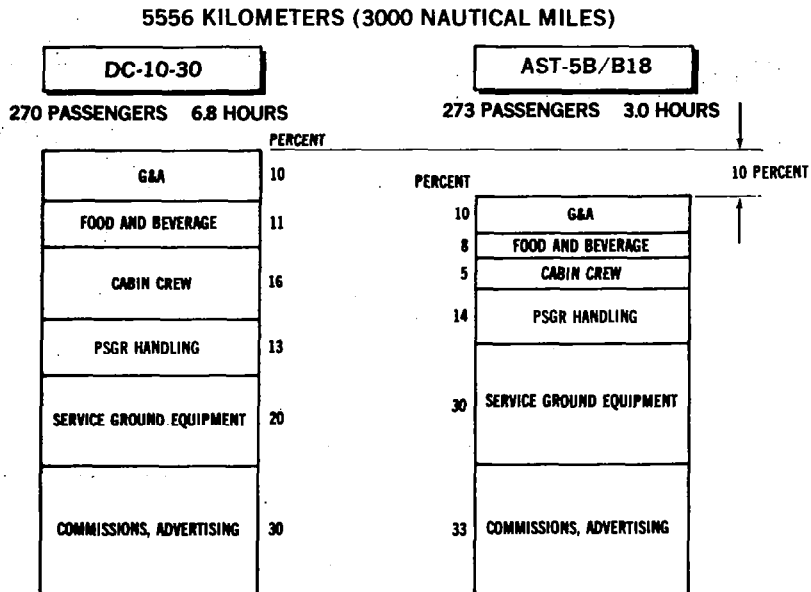 5556 KILOMETERS (3000 NAUTICAL MILES)
DC-10-30
270 PASSENGERS 6.8 HOURS
PERCENT
G&A 10
FOOD AND BEVERAGE 11
CABIN CREW 16
PSGR HANDLING 13
SERVICE GROUND EQUIPMENT 20
COMMISSIONS, ADVERTISING 30
AST-5B/B18
273 PASSENGERS 3.0 HOURS
10 PERCENT
PERCENT
10 G&A
8 FOOD AND BEVERAGE
5 CABIN CREW
14 PSGR HANDLING
30 SERVICE GROUND EQUIPMENT
33 COMMISSIONS, ADVERTISING